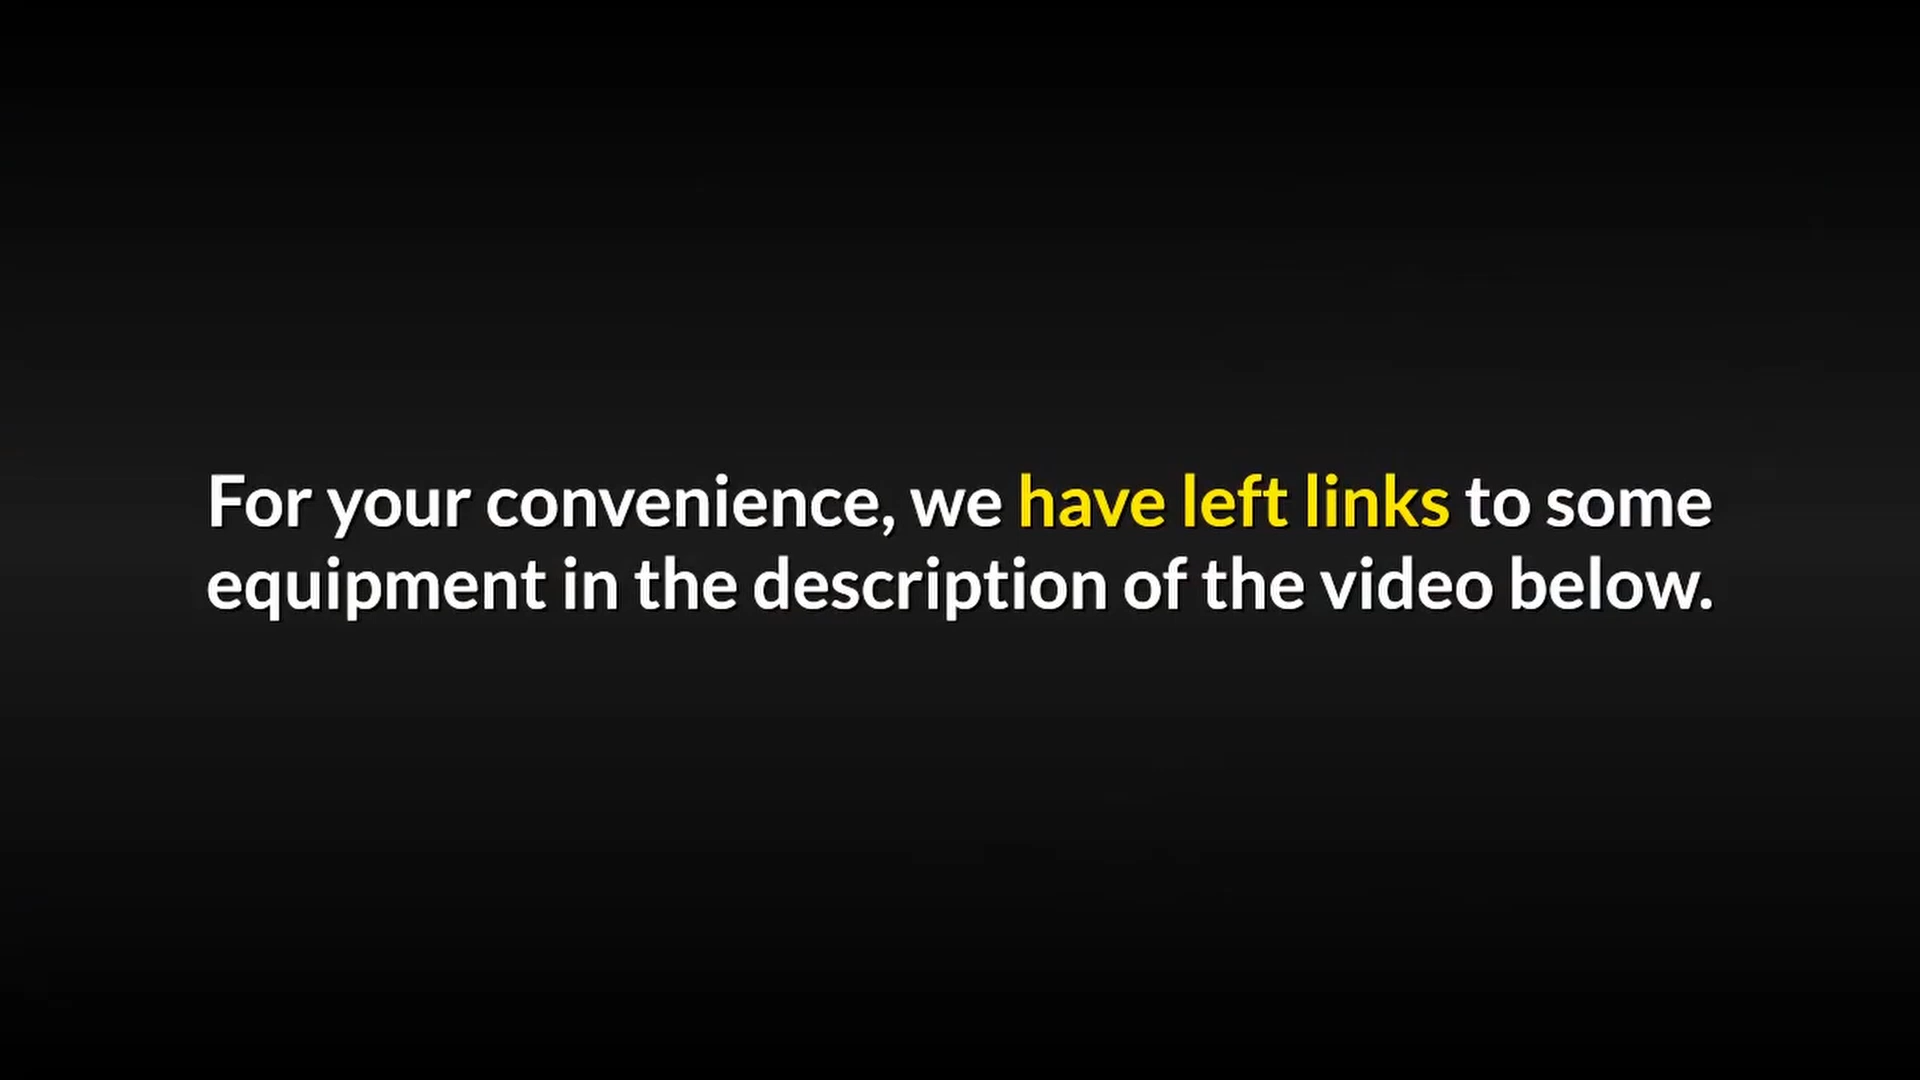 For your convenience, we have left links to some
equipment in the description of the video below.